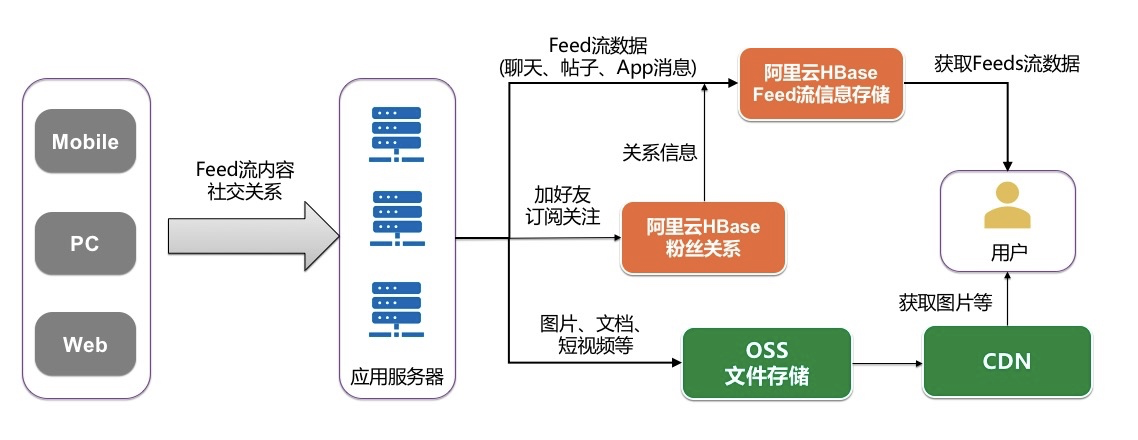 Mobile
PC
Web
Feed流内容
社交关系
应用服务器
Feed流数据
(聊天、帖子、App消息)
关系信息
加好友
订阅关注
图片、文档、
短视频等
阿里云HBase
Feed流信息存储
阿里云HBase
粉丝关系
OSS
文件存储
获取Feeds流数据
用户
获取图片等
CDN